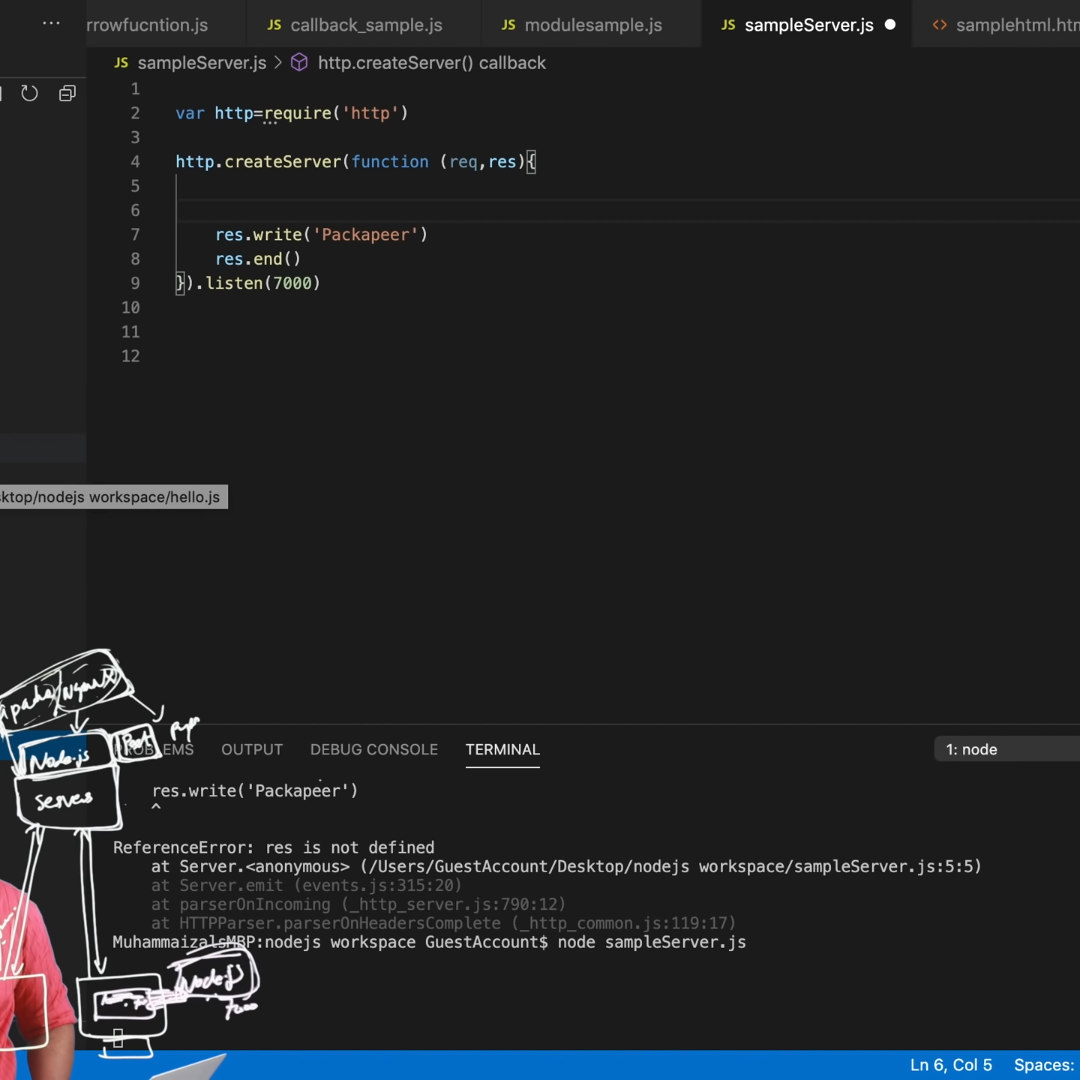 ··· rrowfucntion.js JS callback_sample.js JS modulesample.js JS sampleServer.js ● <> samplehtml.htm
JS sampleServer.js > http.createServer() callback
1
2 var http=require('http')
3
4 http.createServer(function (req,res){
5
6
7 res.write('Packapeer')
8 res.end()
9 }).listen(7000)
10
11
12
sktop/nodejs workspace/hello.js
apache Nginx
PHP
Node.js Port
Server
PROBLEMS OUTPUT DEBUG CONSOLE TERMINAL 1: node
res.write('Packapeer')
^
ReferenceError: res is not defined
at Server.<anonymous> (/Users/GuestAccount/Desktop/nodejs workspace/sampleServer.js:5:5)
at Server.emit (events.js:315:20)
at parserOnIncoming (_http_server.js:790:12)
at HTTPParser.parserOnHeadersComplete (_http_common.js:119:17)
MuhammaizalsMBP:nodejs workspace GuestAccount$ node sampleServer.js
Node.js
7000
Ln 6, Col 5 Spaces: